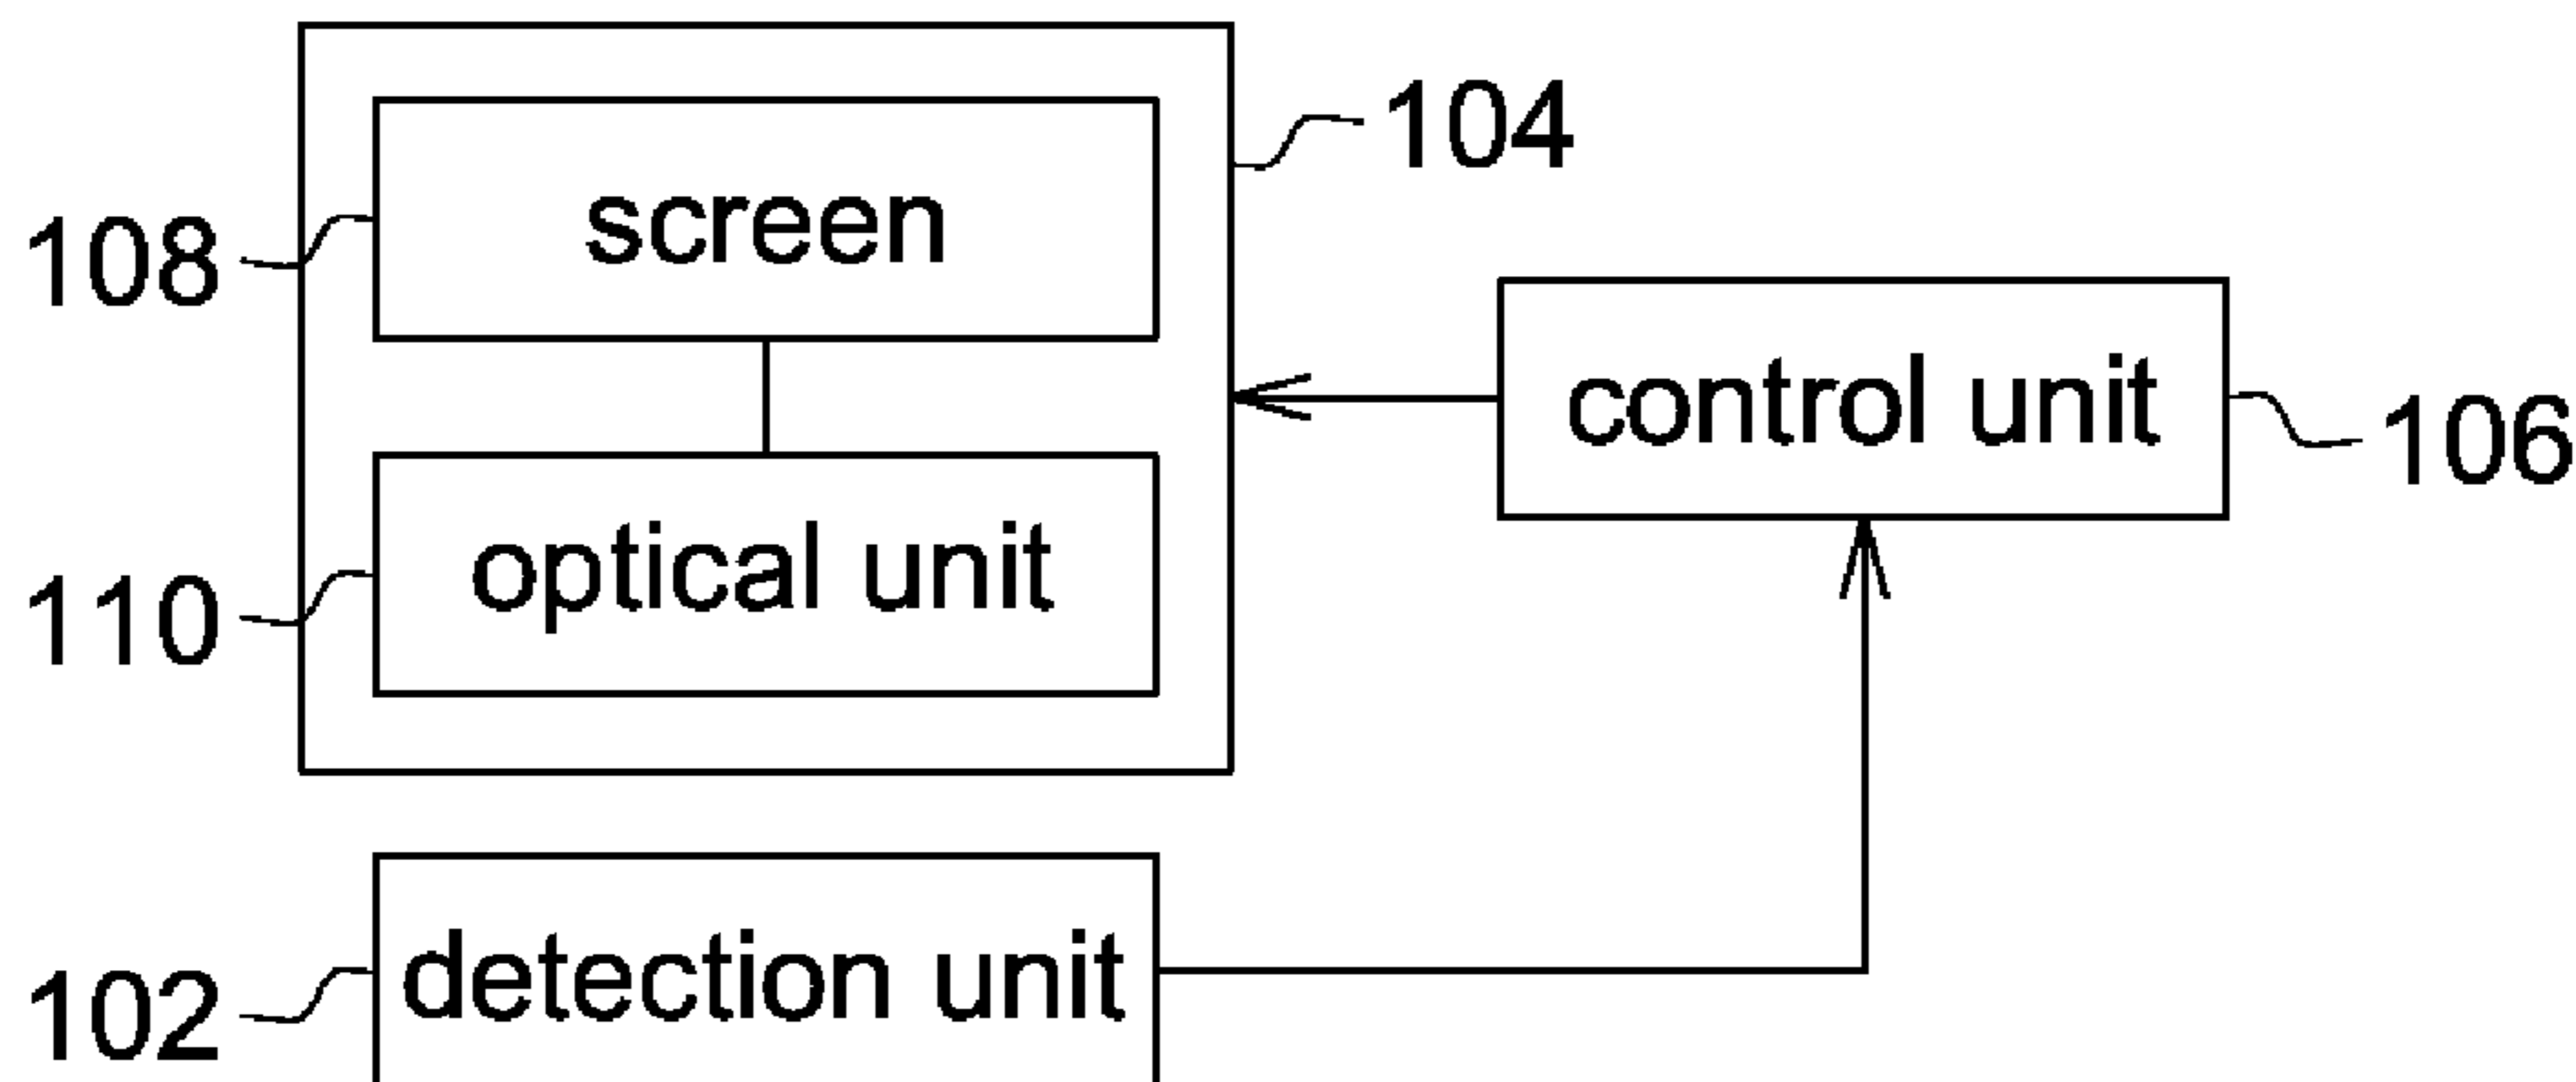 104
108
screen
control unit
106
110
optical unit
102
detection unit